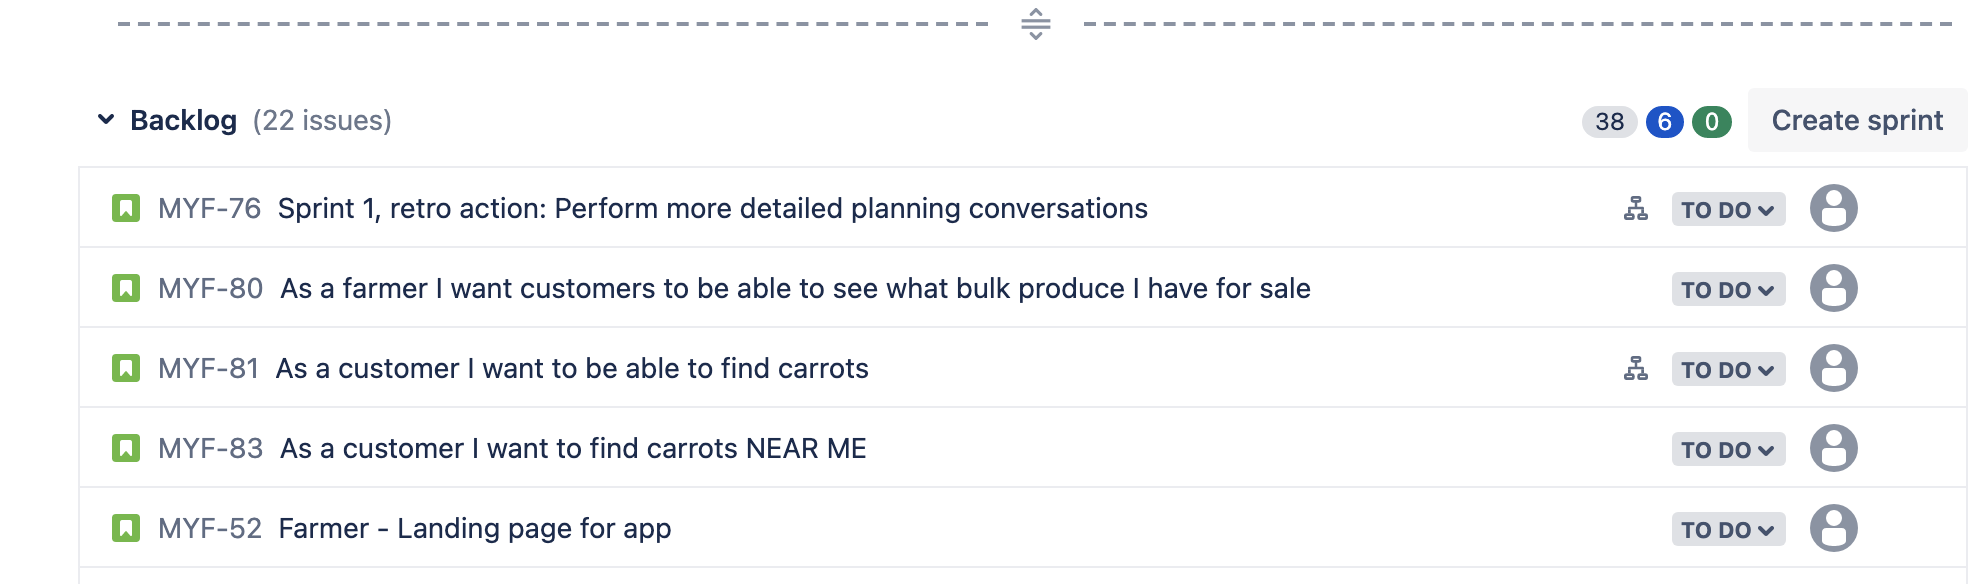 Backlog (22 issues) 38 6 0 Create sprint
MYF-76 Sprint 1, retro action: Perform more detailed planning conversations TO DO
MYF-80 As a farmer I want customers to be able to see what bulk produce I have for sale TO DO
MYF-81 As a customer I want to be able to find carrots TO DO
MYF-83 As a customer I want to find carrots NEAR ME TO DO
MYF-52 Farmer - Landing page for app TO DO